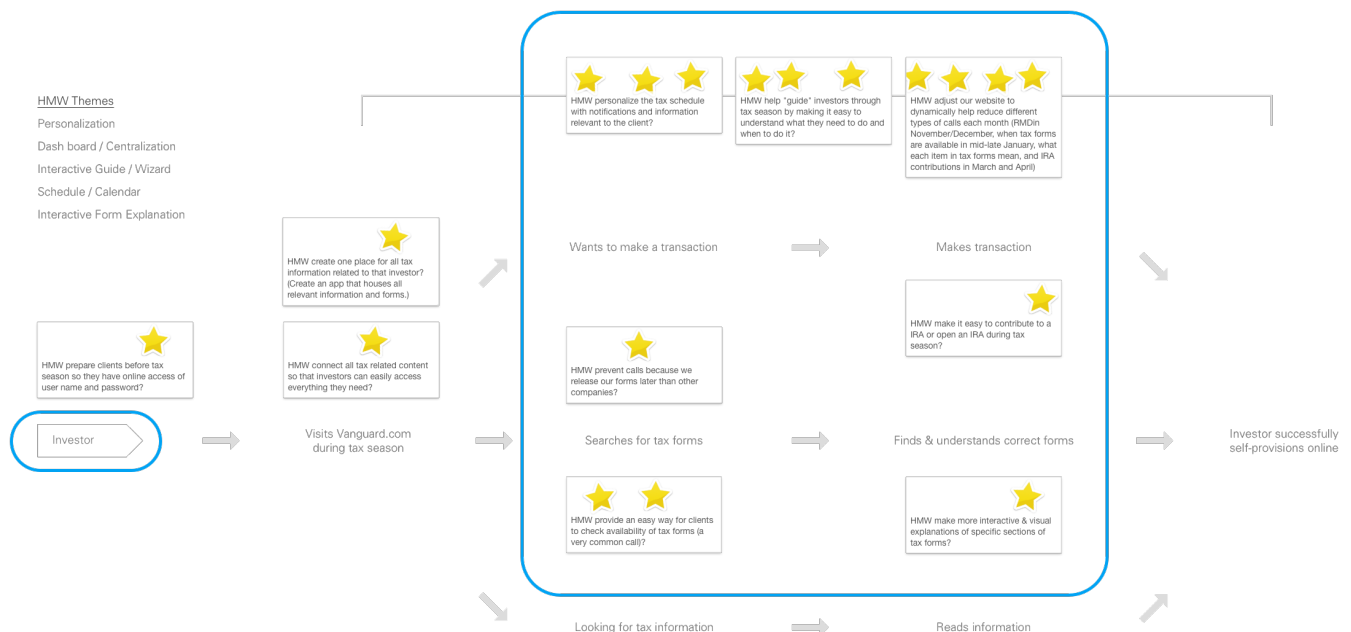 HMW Themes
Personalization
Dash board / Centralization
Interactive Guide / Wizard
Schedule / Calendar
Interactive Form Explanation
HMW personalize the tax schedule
with notifications and information
relevant to the client?
HMW help "guide" investors through
tax season by making it easy to
understand what they need to do and
when to do it?
HMW adjust our website to
dynamically help reduce different
types of calls each month (RMDin
November/December, when tax forms
are available in mid-late January, what
each item in tax forms mean, and IRA
contributions in March and April)
HMW create one place for all tax
information related to that investor?
(Create an app that houses all
relevant information and forms.)
Wants to make a transaction
Makes transaction
HMW prepare clients before tax
season so they have online access of
user name and password?
HMW connect all tax related content
so that investors can easily access
everything they need?
HMW prevent calls because we
release our forms later than other
companies?
HMW make it easy to contribute to a
IRA or open an IRA during tax
season?
Investor
Visits Vanguard.com
during tax season
Searches for tax forms
Finds & understands correct forms
Investor successfully
self-provisions online
HMW provide an easy way for clients
to check availability of tax forms (a
very common call)?
HMW make more interactive & visual
explanations of specific sections of
tax forms?
Looking for tax information
Reads information